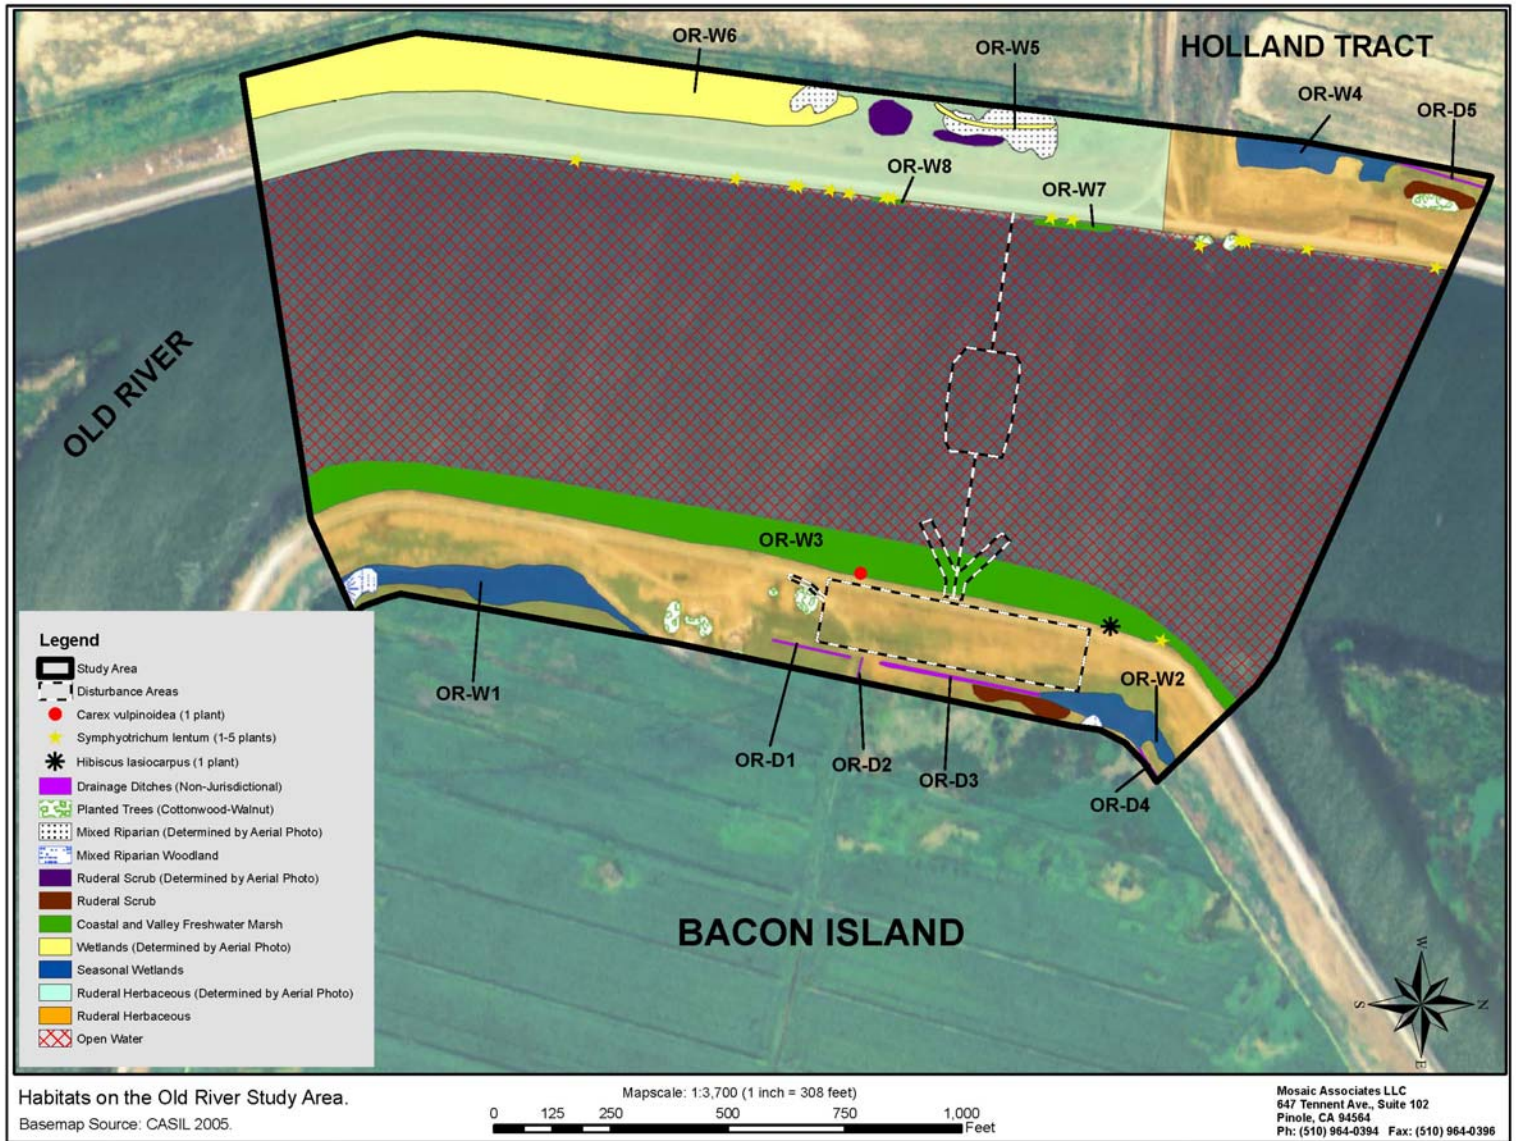 OR-W6
OR-W5
HOLLAND TRACT
OR-W4
OR-D5
OR-W8
OR-W7
OLD RIVER
OR-W3
OR-W1
OR-W2
OR-D1
OR-D2
OR-D3
OR-D4
BACON ISLAND
Legend
Study Area
Disturbance Areas
Carex vulpinoidea (1 plant)
Symphyotrichum lentum (1-5 plants)
Hibiscus lasiocarpus (1 plant)
Drainage Ditches (Non-Jurisdictional)
Planted Trees (Cottonwood-Walnut)
Mixed Riparian (Determined by Aerial Photo)
Mixed Riparian Woodland
Ruderal Scrub (Determined by Aerial Photo)
Ruderal Scrub
Coastal and Valley Freshwater Marsh
Wetlands (Determined by Aerial Photo)
Seasonal Wetlands
Ruderal Herbaceous (Determined by Aerial Photo)
Ruderal Herbaceous
Open Water
W
S
N
E
Habitats on the Old River Study Area.
Basemap Source: CASIL 2005.
Mapscale: 1:3,700 (1 inch = 308 feet)
0 125 250 500 750 1,000
Feet
Mosaic Associates LLC
647 Tennent Ave., Suite 102
Pinole, CA 94564
Ph: (510) 964-0394 Fax: (510) 964-0396